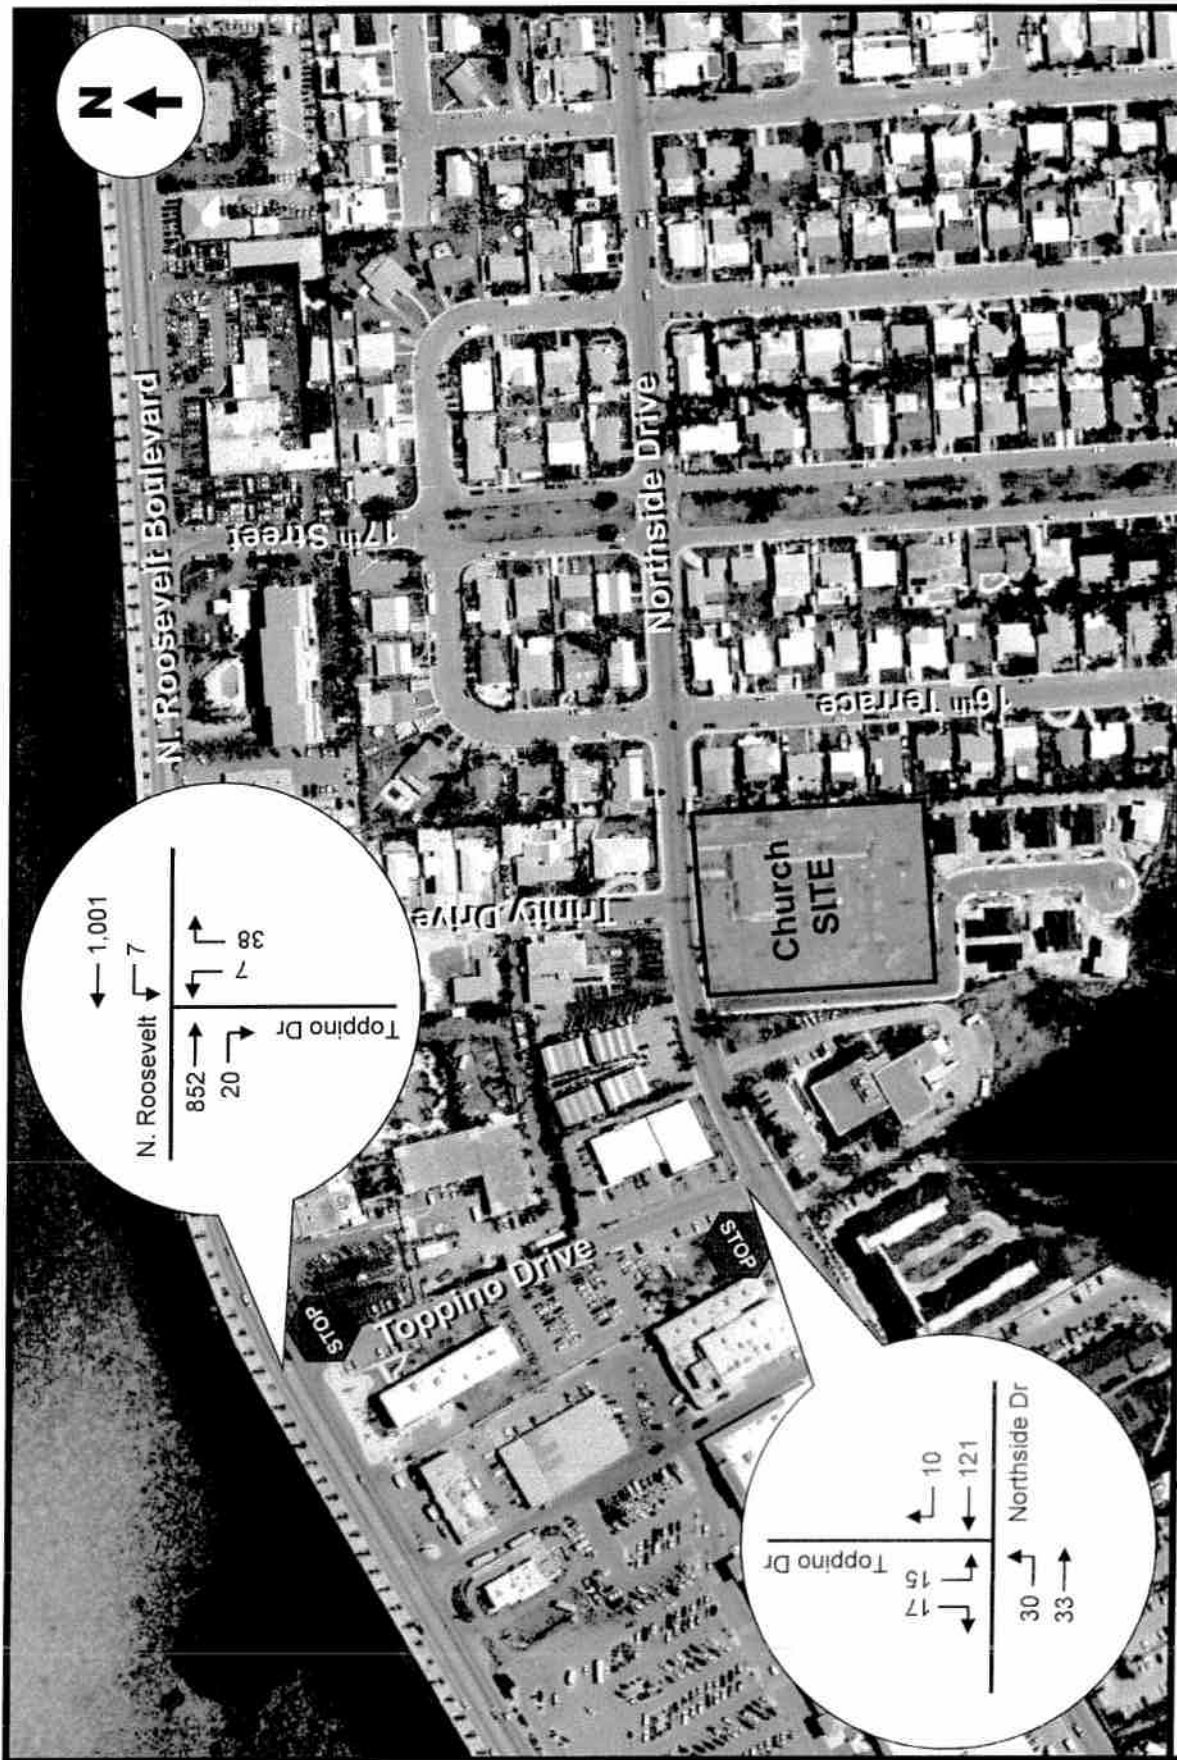 N
N. Roosevelt Boulevard
17th Street
Northside Drive
16th Terrace
Trinity Drive
Church
SITE
Toppino Drive
STOP
STOP
1,001
N. Roosevelt
7
852
20
7
38
Toppino Dr
Toppino Dr
17
15
10
121
30
33
Northside Dr